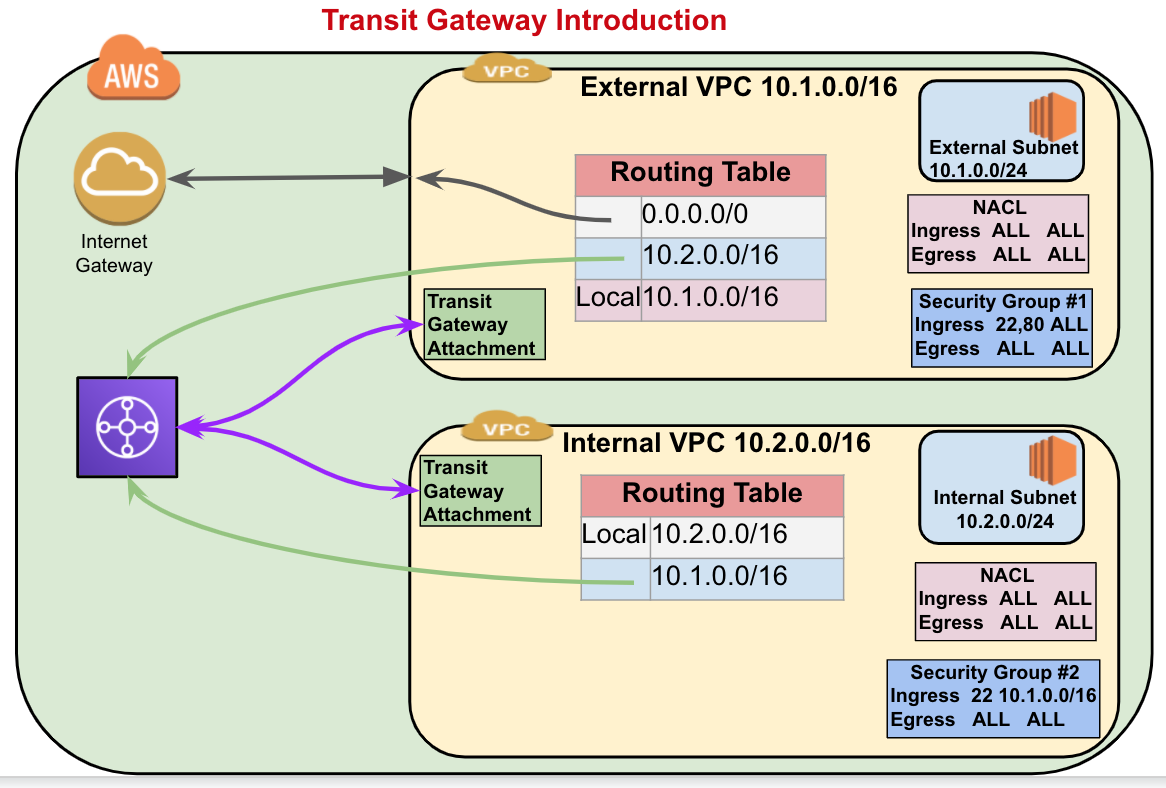 Transit Gateway Introduction
AWS
VPC
External VPC 10.1.0.0/16
External Subnet
10.1.0.0/24
Routing Table
0.0.0.0/0
10.2.0.0/16
Local 10.1.0.0/16
NACL
Ingress ALL ALL
Egress ALL ALL
Internet
Gateway
Transit
Gateway
Attachment
Security Group #1
Ingress 22,80 ALL
Egress ALL ALL
VPC
Internal VPC 10.2.0.0/16
Transit
Gateway
Attachment
Routing Table
Local 10.2.0.0/16
10.1.0.0/16
Internal Subnet
10.2.0.0/24
NACL
Ingress ALL ALL
Egress ALL ALL
Security Group #2
Ingress 22 10.1.0.0/16
Egress ALL ALL